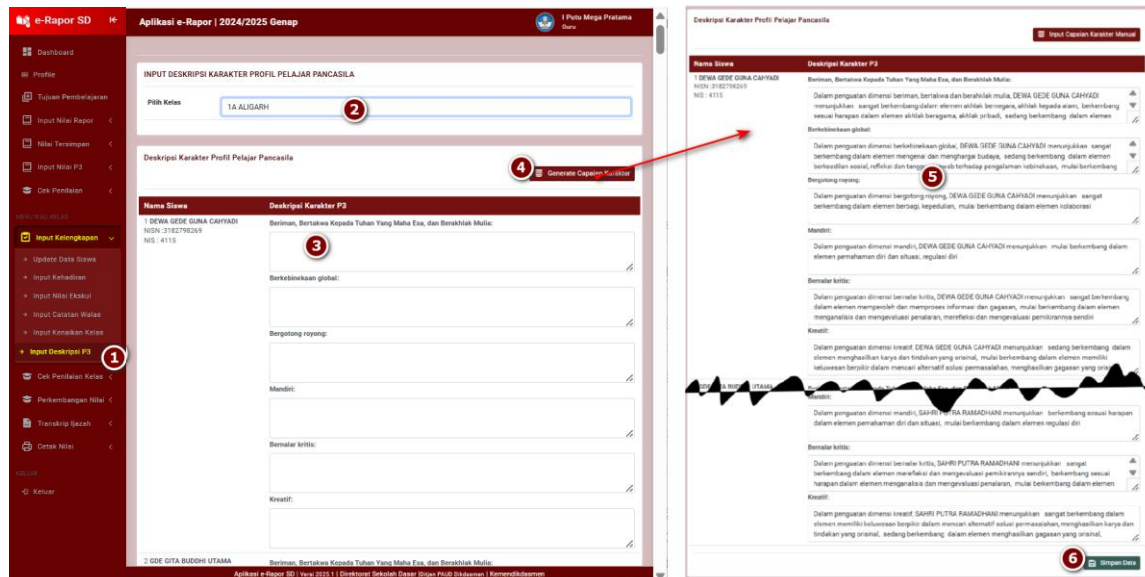 e-Rapor SD
Aplikasi e-Rapor | 2024/2025 Genap
I Putu Mega Pratama
Guru
Dashboard
Profile
Tujuan Pembelajaran
Input Nilai Rapor
Nilai Tersimpan
Input Nilai P3
Cek Penilaian
MENU WALI KELAS
Input Kelengkapan
Update Data Siswa
Input Kehadiran
Input Nilai Ekskul
Input Catatan Walas
Input Kenaikan Kelas
Input Deskripsi P3
1
Cek Penilaian Kelas
Perkembangan Nilai
Transkrip Ijazah
Cetak Nilai
KELUAR
Keluar
INPUT DESKRIPSI KARAKTER PROFIL PELAJAR PANCASILA
Pilih Kelas
1A ALIGARH
2
Deskripsi Karakter Profil Pelajar Pancasila
4
Generate Capaian Karakter
Nama Siswa Deskripsi Karakter P3
1 DEWA GEDE GUNA CAHYADI
NISN :3182798269
NIS : 4115
Beriman, Bertakwa Kepada Tuhan Yang Maha Esa, dan Berakhlak Mulia:
3
Berkebinekaan global:
Bergotong royong:
Mandiri:
Bernalar kritis:
Kreatif:
2 GDE GITA BUDDHI UTAMA
Beriman, Bertakwa Kepada Tuhan Yang Maha Esa, dan Berakhlak Mulia:
Aplikasi e-Rapor SD | Versi 2025.1 | Direktorat Sekolah Dasar |Ditjen PAUD Dikdasmen | Kemendikdasmen
Deskripsi Karakter Profil Pelajar Pancasila
Input Capaian Karakter Manual
Nama Siswa Deskripsi Karakter P3
1 DEWA GEDE GUNA CAHYADI
NISN :3182798269
NIS : 4115
Beriman, Bertakwa Kepada Tuhan Yang Maha Esa, dan Berakhlak Mulia:
Dalam penguatan dimensi beriman, bertakwa dan berahlak mulia, DEWA GEDE GUNA CAHYADI
menunjukkan sangat berkembang dalam elemen akhlak bernegara, akhlak kepada alam, berkembang
sesuai harapan dalam elemen akhlak beragama, akhlak pribadi, sedang berkembang dalam elemen
Berkebinekaan global:
Dalam penguatan dimensi berkebinekaan global, DEWA GEDE GUNA CAHYADI menunjukkan sangat
berkembang dalam elemen mengenal dan menghargai budaya, sedang berkembang dalam elemen
berkeadilan sosial, refleksi dan terhadap pengalaman kebinekaan, mulai berkembang
5
Bergotong royong:
Dalam penguatan dimensi bergotong royong, DEWA GEDE GUNA CAHYADI menunjukkan sangat
berkembang dalam elemen berbagi, kepedulian, mulai berkembang dalam elemen kolaborasi
Mandiri:
Dalam penguatan dimensi mandiri, DEWA GEDE GUNA CAHYADI menunjukkan mulai berkembang dalam
elemen pemahaman diri dan situasi, regulasi diri
Bernalar kritis:
Dalam penguatan dimensi bernalar kritis, DEWA GEDE GUNA CAHYADI menunjukkan sangat berkembang
dalam elemen memperoleh dan memproses informasi dan gagasan, mulai berkembang dalam elemen
menganalisis dan mengevaluasi penalaran, merefleksi dan mengevaluasi pemikirannya sendiri
Kreatif:
Dalam penguatan dimensi kreatif, DEWA GEDE GUNA CAHYADI menunjukkan sedang berkembang dalam
elemen menghasilkan karya dan tindakan yang orisinal, mulai berkembang dalam elemen memiliki
keluwesan berpikir dalam mencari alternatif solusi permasalahan, menghasilkan gagasan yang
Mandiri:
Dalam penguatan dimensi mandiri, SAHRI PUTRA RAMADHANI menunjukkan berkembang sesuai harapan
dalam elemen pemahaman diri dan situasi, mulai berkembang dalam elemen regulasi diri
Bernalar kritis:
Dalam penguatan dimensi bernalar kritis, SAHRI PUTRA RAMADHANI menunjukkan sangat
berkembang dalam elemen merefleksi dan mengevaluasi pemikirannya sendiri, berkembang sesuai
harapan dalam elemen menganalisis dan mengevaluasi penalaran, mulai berkembang dalam elemen
Kreatif:
Dalam penguatan dimensi kreatif, SAHRI PUTRA RAMADHANI menunjukkan sangat berkembang dalam
elemen memiliki keluwesan berpikir dalam mencari alternatif solusi permasalahan, menghasilkan karya dan
tindakan yang orisinal, sedang berkembang dalam elemen menghasilkan gagasan yang orisinal,
6
Simpan Data